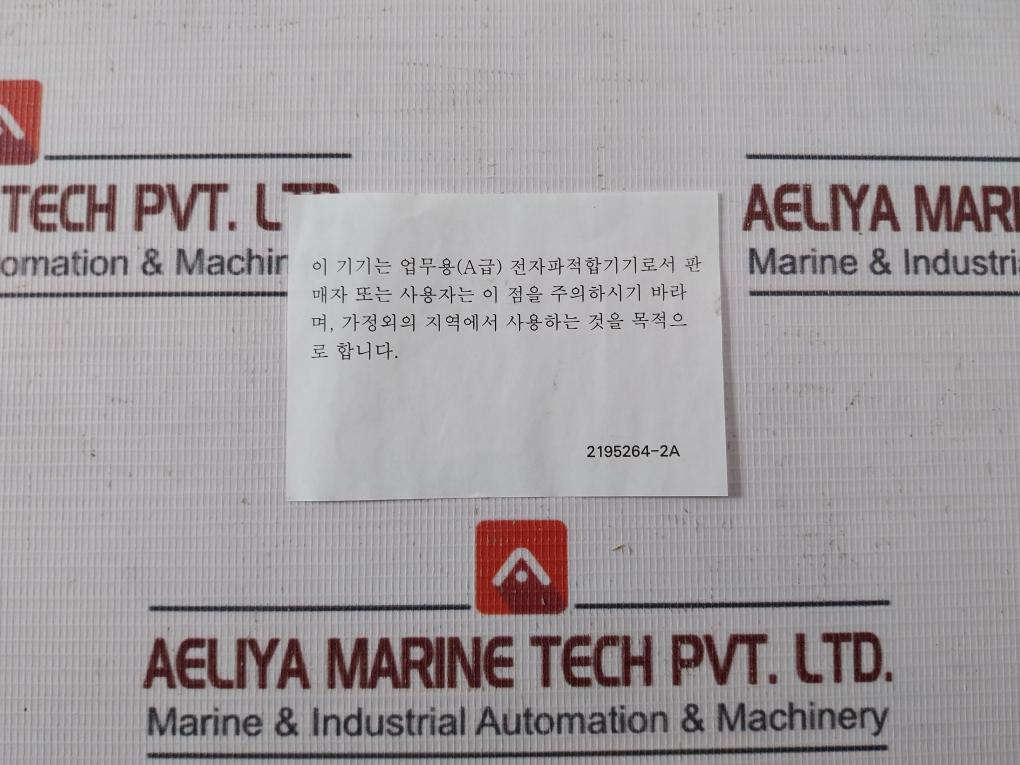 TECH PVT. L
omation & Machin
AELIYA MARI
Marine & Industria
이 기기는 업무용(A급) 전자파적합기기로서 판
매자 또는 사용자는 이 점을 주의하시기 바라
며, 가정외의 지역에서 사용하는 것을 목적으
로 합니다.
2195264-2A
AELIYA MARINE TECH PVT. LTD.
Marine & Industrial Automation & Machinery